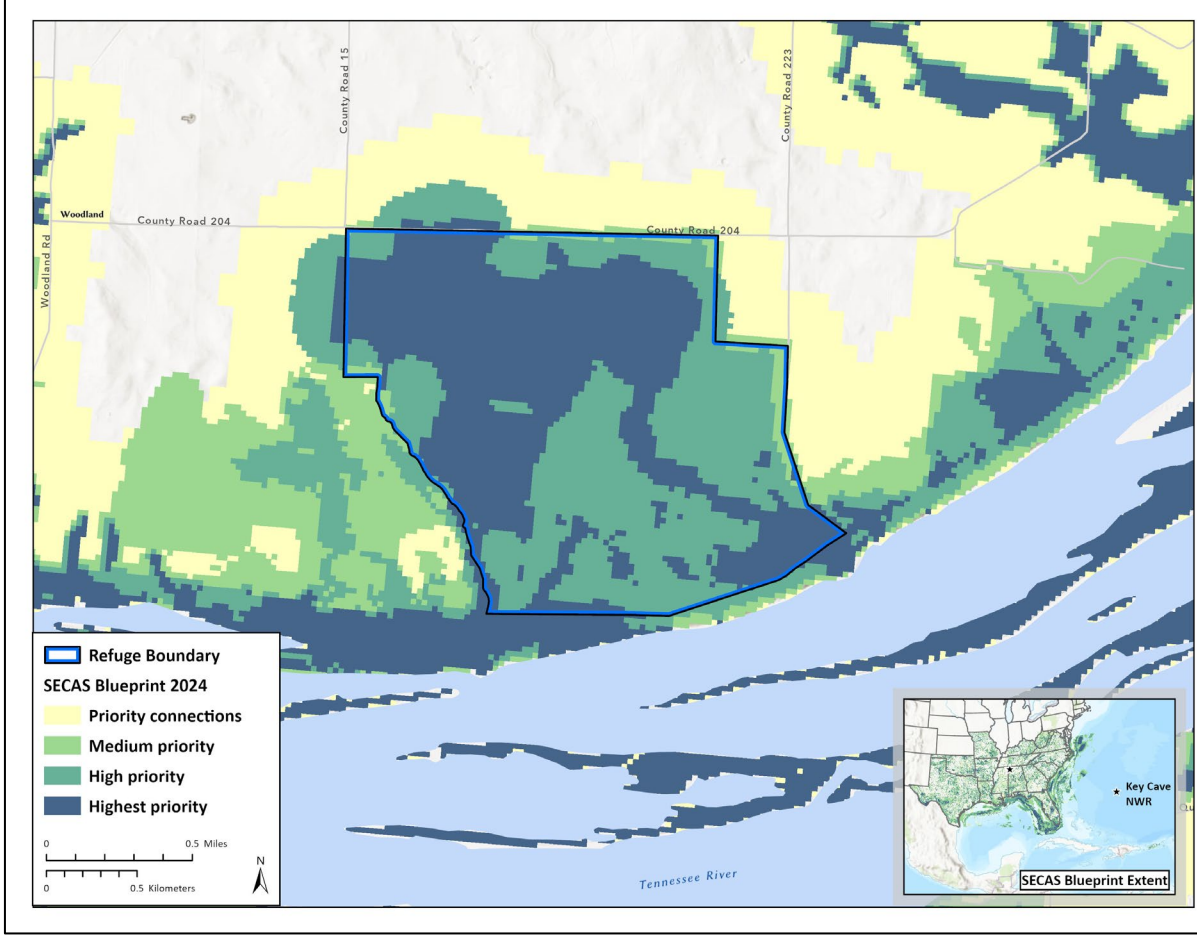 County Road 15
County Road 223
Woodland
County Road 204
County Road 204
Woodland Rd
Refuge Boundary
SECAS Blueprint 2024
Priority connections
Medium priority
High priority
Highest priority
0 0.5 Miles
0 0.5 Kilometers
N
Tennessee River
Key Cave
NWR
SECAS Blueprint Extent